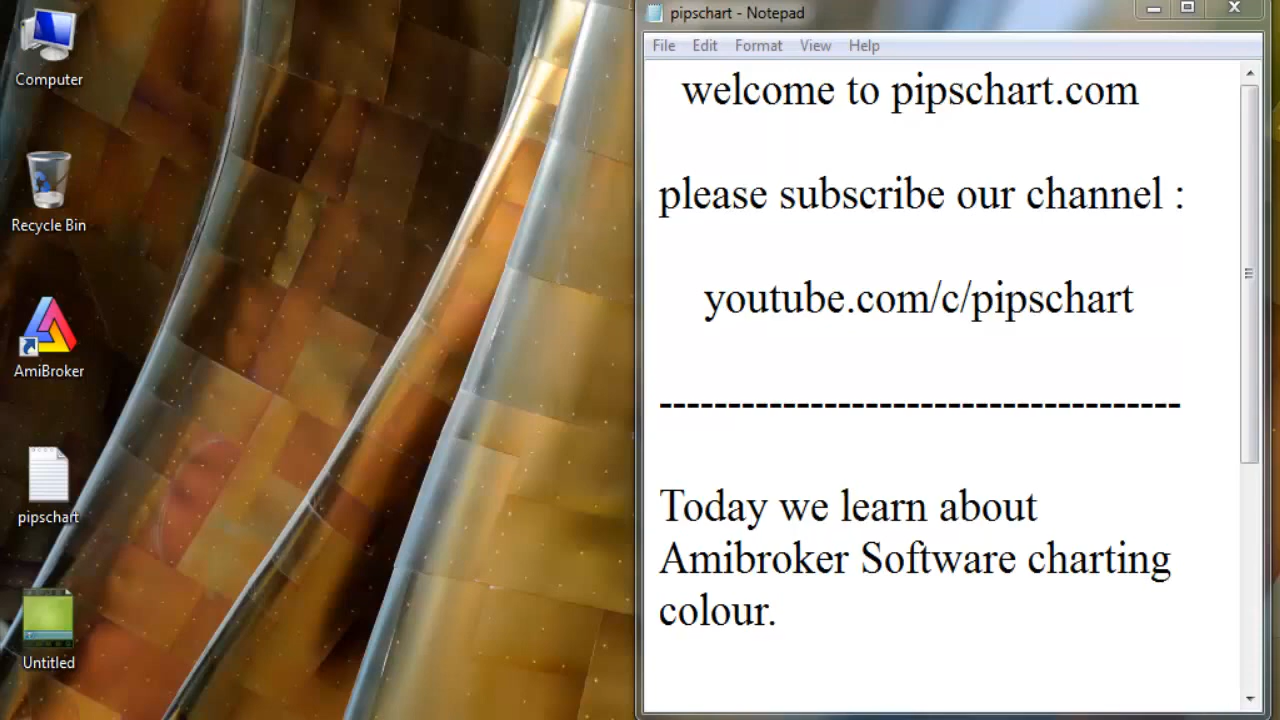 Computer
Recycle Bin
AmiBroker
pipschart
Untitled
pipschart - Notepad
File Edit Format View Help
welcome to pipschart.com
please subscribe our channel :
youtube.com/c/pipschart
--------------------------------------
Today we learn about
Amibroker Software charting
colour.